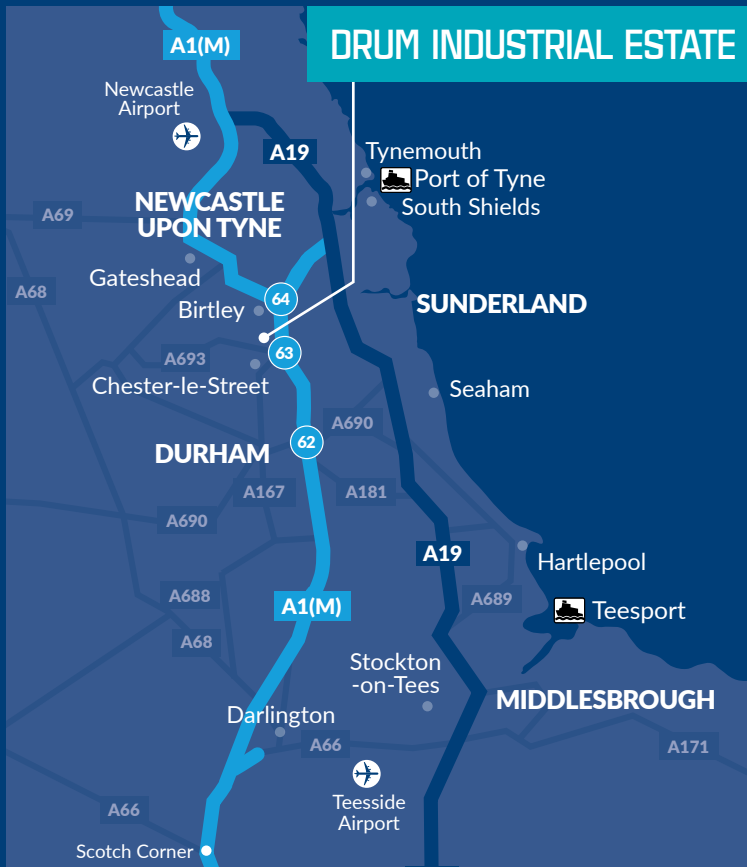 DRUM INDUSTRIAL ESTATE
A1(M)
Newcastle
Airport
A19
Tynemouth
Port of Tyne
South Shields
A69
NEWCASTLE
UPON TYNE
Gateshead
A68
64
Birtley
SUNDERLAND
63
A693
Chester-le-Street
Seaham
A690
62
DURHAM
A167
A181
A690
A19
Hartlepool
A688
A1(M)
A689
Teesport
A68
Stockton
-on-Tees
MIDDLESBROUGH
Darlington
A66
A171
Teesside
Airport
A66
Scotch Corner